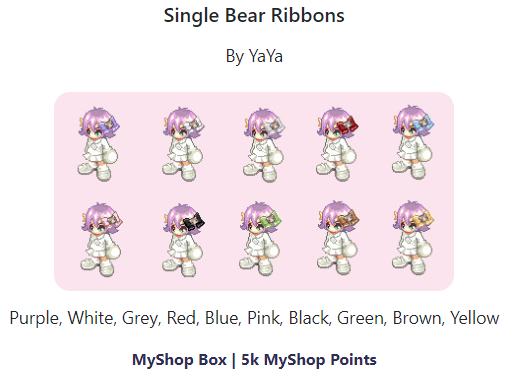 Single Bear Ribbons
By YaYa
Purple, White, Grey, Red, Blue, Pink, Black, Green, Brown, Yellow
MyShop Box | 5k MyShop Points